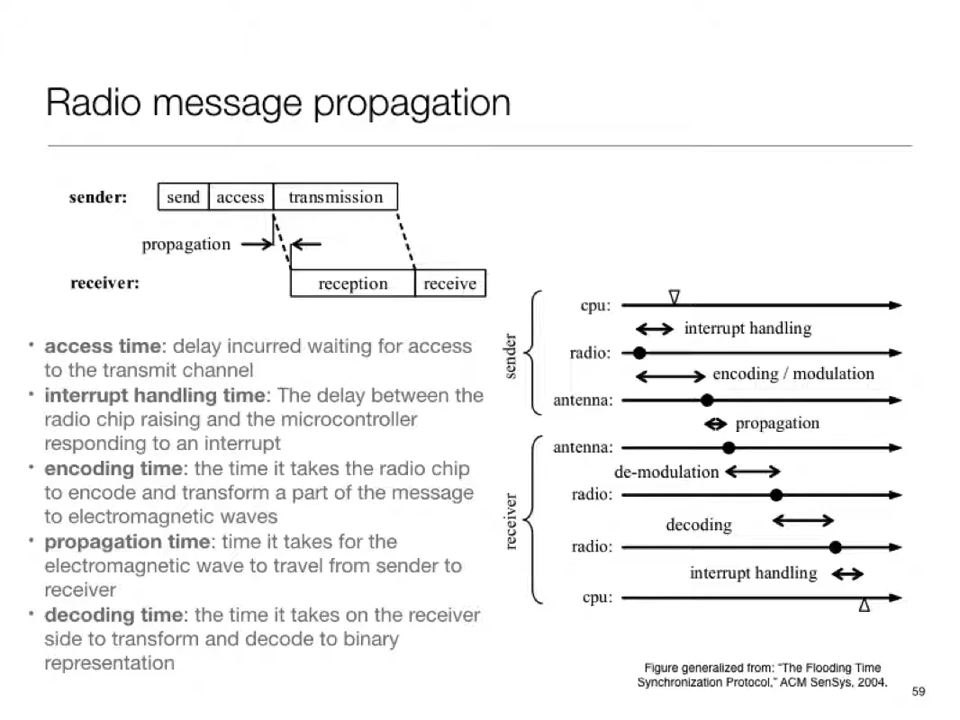 Radio message propagation
sender:
send
access
transmission
propagation
receiver:
reception
receive
• access time: delay incurred waiting for access
to the transmit channel
• interrupt handling time: The delay between the
radio chip raising and the microcontroller
responding to an interrupt
• encoding time: the time it takes the radio chip
to encode and transform a part of the message
to electromagnetic waves
• propagation time: time it takes for the
electromagnetic wave to travel from sender to
receiver
• decoding time: the time it takes on the receiver
side to transform and decode to binary
representation
sender
cpu:
interrupt handling
radio:
encoding / modulation
antenna:
propagation
receiver
antenna:
de-modulation
radio:
decoding
radio:
interrupt handling
cpu:
Figure generalized from: “The Flooding Time
Synchronization Protocol,” ACM SenSys, 2004.
59